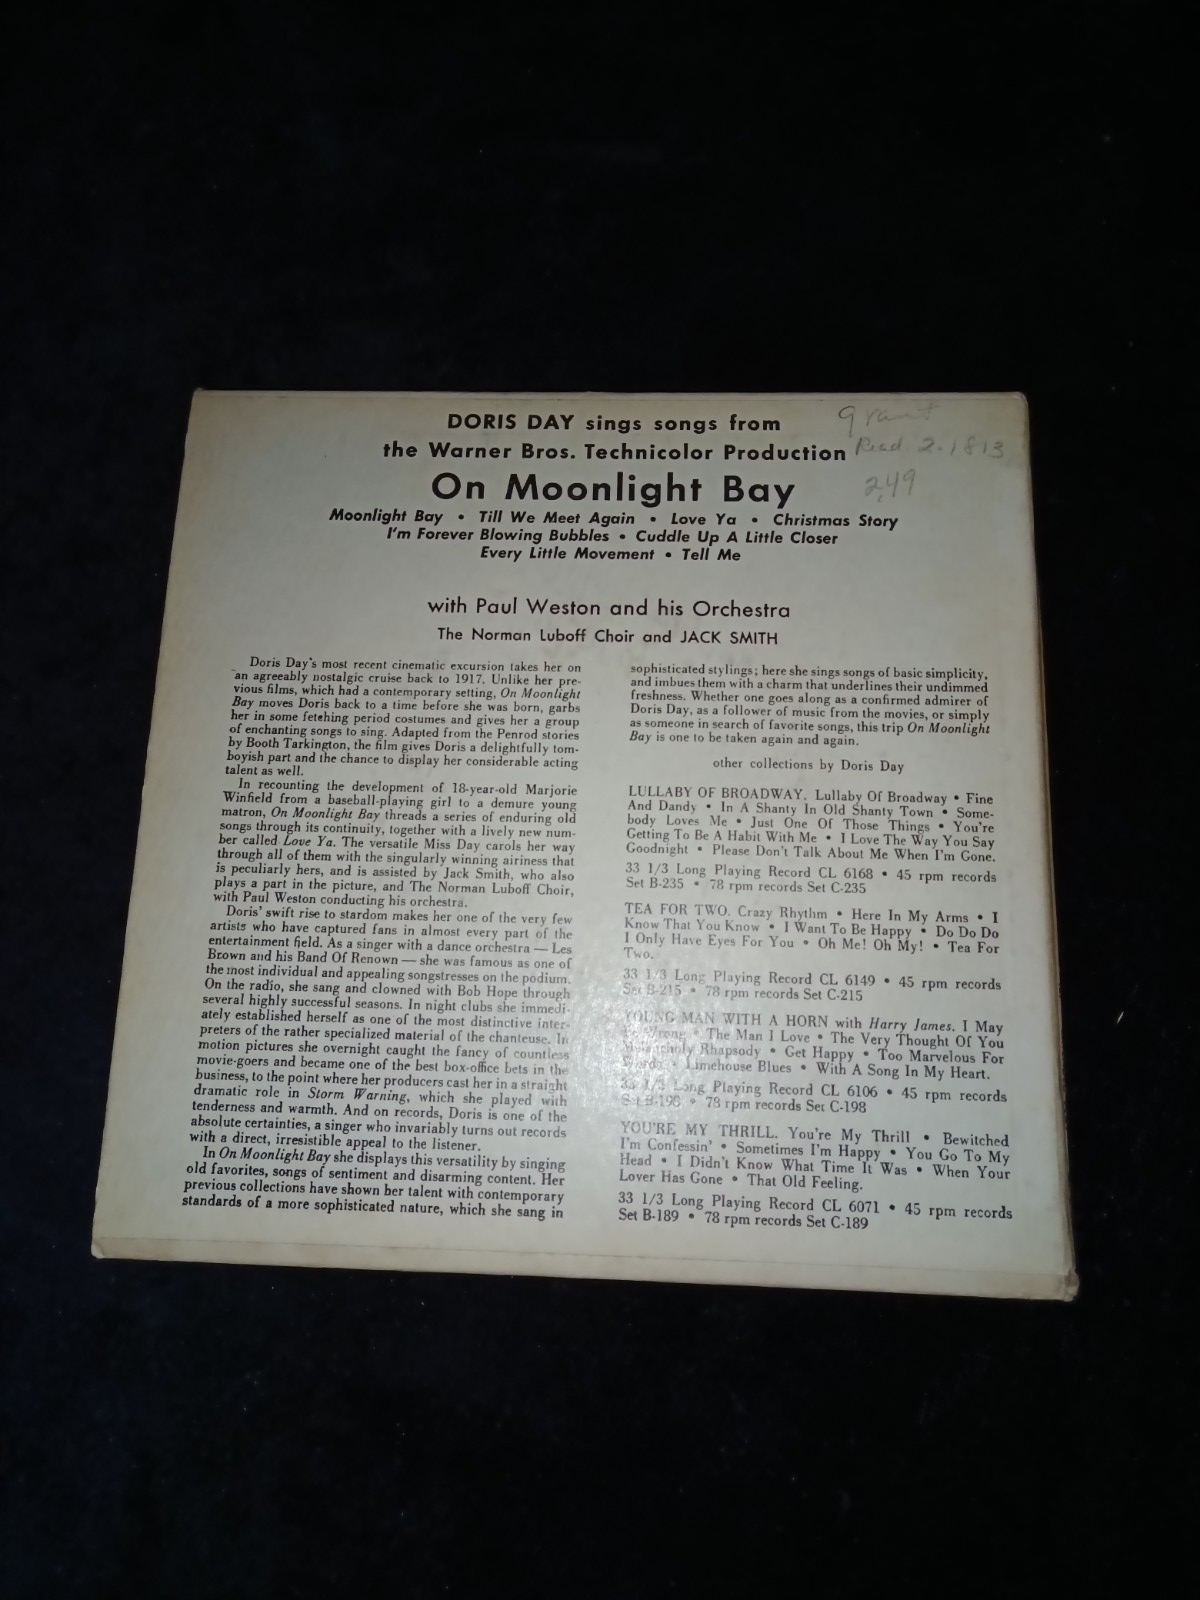 DORIS DAY sings songs from
the Warner Bros. Technicolor Production
On Moonlight Bay
Moonlight Bay • Till We Meet Again • Love Ya • Christmas Story
I'm Forever Blowing Bubbles • Cuddle Up A Little Closer
Every Little Movement • Tell Me
2.49
with Paul Weston and his Orchestra
The Norman Luboff Choir and JACK SMITH
Doris Day's most recent cinematic excursion takes her on
an agreeably nostalgic cruise back to 1917. Unlike her pre-
vious films, which had a contemporary setting, On Moonlight
Bay moves Doris back to a time before she was born, garbs
her in some fetching period costumes and gives her a group
of enchanting songs to sing. Adapted from the Penrod stories
by Booth Tarkington, the film gives Doris a delightfully tom-
boyish part and the chance to display her considerable acting
talent as well.
In recounting the development of 18-year-old Marjorie
Winfield from a baseball-playing girl to a demure young
matron, On Moonlight Bay threads a series of enduring old
songs through its continuity, together with a lively new num-
ber called Love Ya. The versatile Miss Day carols her way
through all of them with the singularly winning airiness that
is peculiarly hers, and is assisted by Jack Smith, who also
plays a part in the picture, and The Norman Luboff Choir,
with Paul Weston conducting his orchestra.
Doris' swift rise to stardom makes her one of the very few
artists who have captured fans in almost every part of the
entertainment field. As a singer with a dance orchestra — Les
Brown and his Band Of Renown — she was famous as one of
the most individual and appealing songstresses on the podium.
On the radio, she sang and clowned with Bob Hope through
several highly successful seasons. In night clubs she immedi-
ately established herself as one of the most distinctive inter-
preters of the rather specialized material of the chanteuse. In
motion pictures she overnight caught the fancy of countless
movie-goers and became one of the best box-office bets in the
business, to the point where her producers cast her in a straight
dramatic role in Storm Warning, which she played with
tenderness and warmth. And on records, Doris is one of the
absolute certainties, a singer who invariably turns out records
with a direct, irresistible appeal to the listener.
In On Moonlight Bay she displays this versatility by singing
old favorites, songs of sentiment and disarming content. Her
previous collections have shown her talent with contemporary
standards of a more sophisticated nature, which she sang in
sophisticated stylings; here she sings songs of basic simplicity,
and imbues them with a charm that underlines their undimmed
freshness. Whether one goes along as a confirmed admirer of
Doris Day, as a follower of music from the movies, or simply
as someone in search of favorite songs, this trip On Moonlight
Bay is one to be taken again and again.
other collections by Doris Day
LULLABY OF BROADWAY. Lullaby Of Broadway • Fine
And Dandy • In A Shanty In Old Shanty Town • Some-
body Loves Me • Just One Of Those Things • You're
Getting To Be A Habit With Me • I Love The Way You Say
Goodnight • Please Don't Talk About Me When I'm Gone.
33 1/3 Long Playing Record CL 6168 • 45 rpm records
Set B-235 • 78 rpm records Set C-235
TEA FOR TWO. Crazy Rhythm • Here In My Arms • I
Know That You Know • I Want To Be Happy • Do Do Do
I Only Have Eyes For You • Oh Me! Oh My! • Tea For
Two.
33 1/3 Long Playing Record CL 6149 • 45 rpm records
Set B-215 • 78 rpm records Set C-215
YOUNG MAN WITH A HORN with Harry James. I May
Be Wrong • The Man I Love • The Very Thought Of You
Melancholy Rhapsody • Get Happy • Too Marvelous For
Words • Limehouse Blues • With A Song In My Heart.
33 1/3 Long Playing Record CL 6106 • 45 rpm records
Set B-198 • 78 rpm records Set C-198
YOU'RE MY THRILL. You're My Thrill • Bewitched
I'm Confessin' • Sometimes I'm Happy • You Go To My
Head • I Didn't Know What Time It Was • When Your
Lover Has Gone • That Old Feeling.
33 1/3 Long Playing Record CL 6071 • 45 rpm records
Set B-189 • 78 rpm records Set C-189